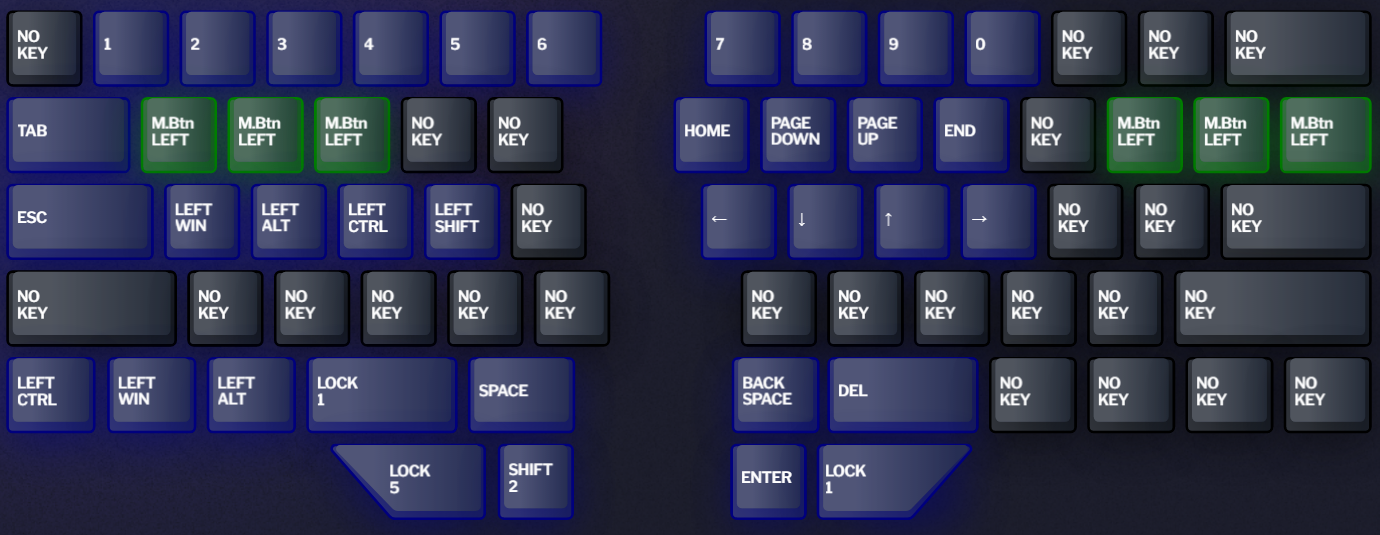 NO
KEY
1
2
3
4
5
6
7
8
9
0
NO
KEY
NO
KEY
NO
KEY
TAB
M.Btn
LEFT
M.Btn
LEFT
M.Btn
LEFT
NO
KEY
NO
KEY
HOME
PAGE
DOWN
PAGE
UP
END
NO
KEY
M.Btn
LEFT
M.Btn
LEFT
M.Btn
LEFT
ESC
LEFT
WIN
LEFT
ALT
LEFT
CTRL
LEFT
SHIFT
NO
KEY
←
↓
↑
→
NO
KEY
NO
KEY
NO
KEY
NO
KEY
NO
KEY
NO
KEY
NO
KEY
NO
KEY
NO
KEY
NO
KEY
NO
KEY
NO
KEY
NO
KEY
NO
KEY
NO
KEY
LEFT
CTRL
LEFT
WIN
LEFT
ALT
LOCK
1
SPACE
BACK
SPACE
DEL
NO
KEY
NO
KEY
NO
KEY
NO
KEY
LOCK
5
SHIFT
2
ENTER
LOCK
1